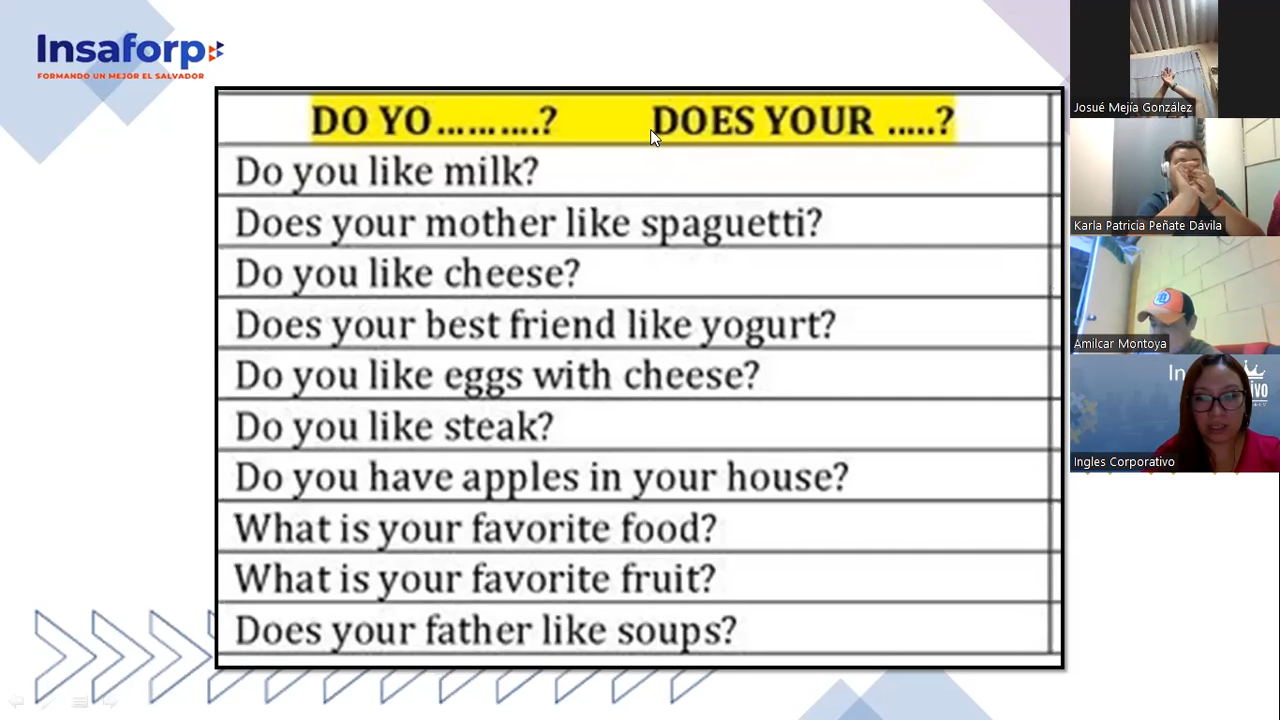 Insaforp
FORMANDO UN MEJOR EL SALVADOR
DO YO..........? DOES YOUR .....?
Do you like milk?
Does your mother like spaguetti?
Do you like cheese?
Does your best friend like yogurt?
Do you like eggs with cheese?
Do you like steak?
Do you have apples in your house?
What is your favorite food?
What is your favorite fruit?
Does your father like soups?
Josué Mejía González
Karla Patricia Peñate Dávila
Amilcar Montoya
Ingles Corporativo